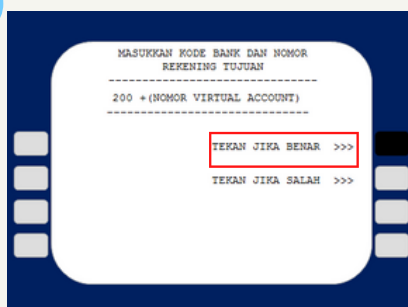 MASUKKAN KODE BANK DAN NOMOR
REKENING TUJUAN
--------------------------------
200 +(NOMOR VIRTUAL ACCOUNT)
-------------------------------
TEKAN JIKA BENAR >>>
TEKAN JIKA SALAH >>>